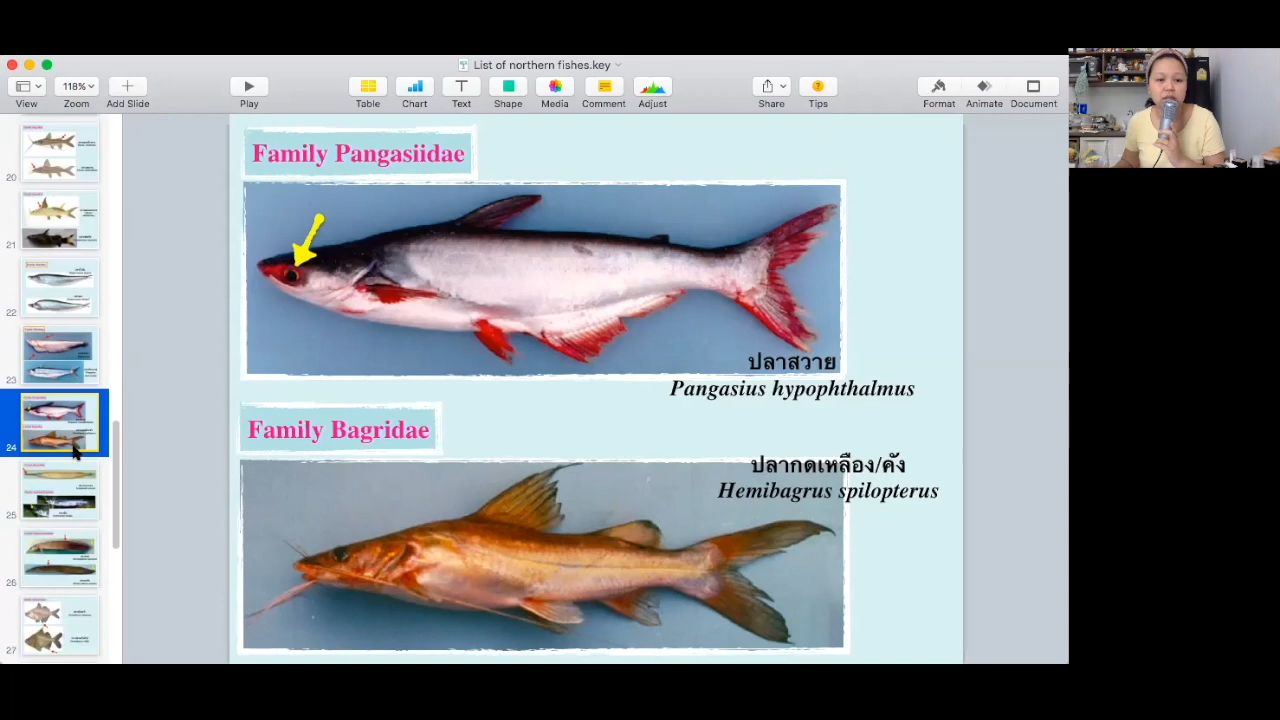 List of northern fishes.key
118%
View
Zoom
Add Slide
Play
Table
Chart
Text
Shape
Media
Comment
Adjust
Share
Tips
Format
Animate
Document
20
21
22
23
24
25
26
27
Family Pangasiidae
ปลาสวาย
Pangasius hypophthalmus
Family Bagridae
ปลากดเหลือง/คัง
Hemibagrus spilopterus